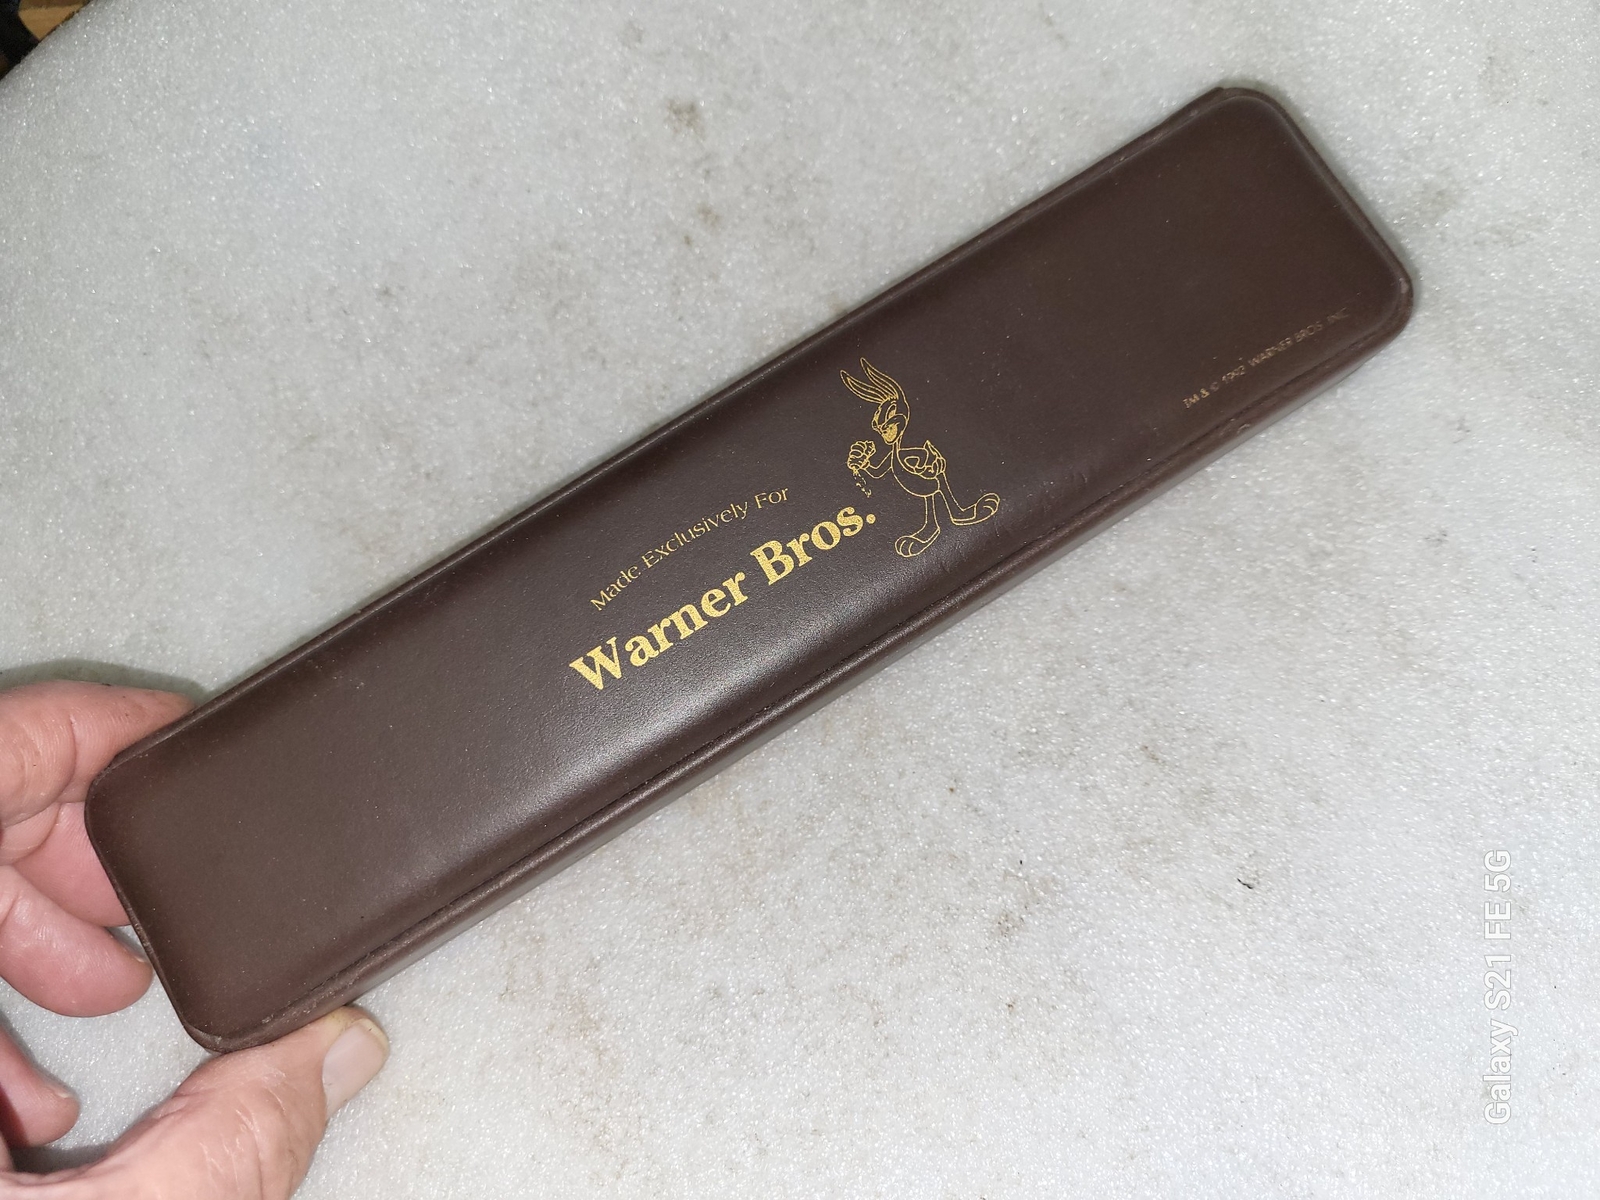 Made Exclusively For
Warner Bros.
TM & © 1992 WARNER BROS. INC.
Galaxy S21 FE 5G